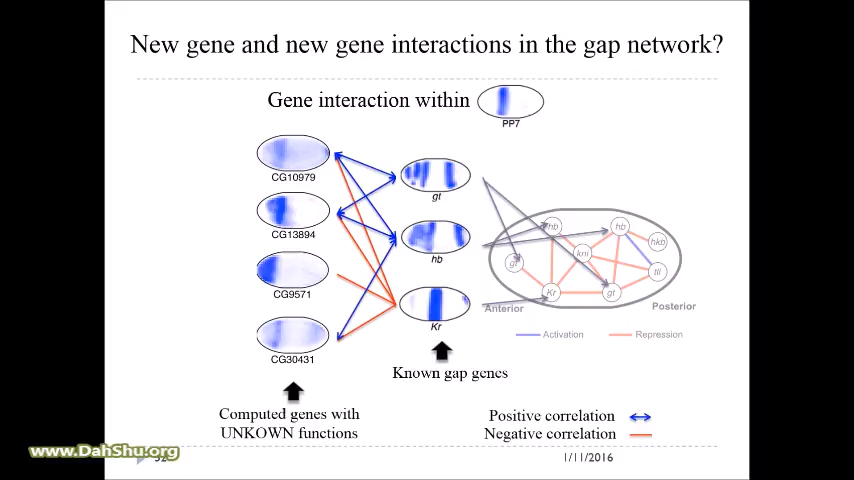 New gene and new gene interactions in the gap network?
Gene interaction within
PP7
CG10979
CG13894
CG9571
CG30431
gt
hb
Kr
hb
hb
hkb
kni
gt
tll
Kr
gt
Anterior
Posterior
Activation
Repression
Known gap genes
Computed genes with
UNKOWN functions
Positive correlation
Negative correlation
www.DahShu.org
1/11/2016